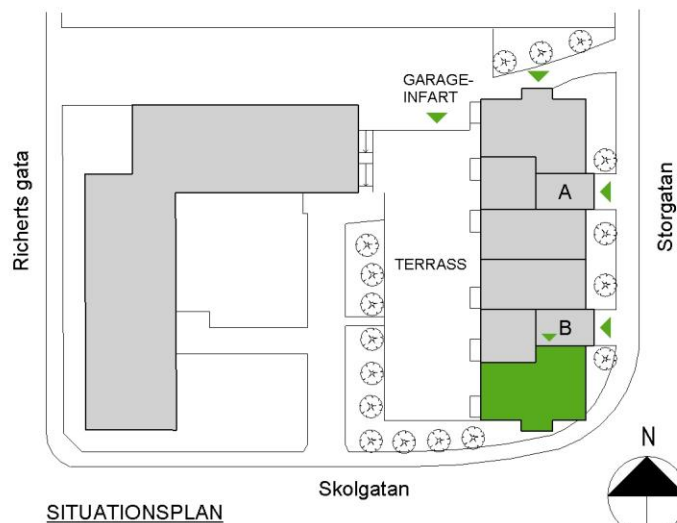 GARAGE-
INFART
A
Richerts gata
Storgatan
TERRASS
B
N
Skolgatan
SITUATIONSPLAN